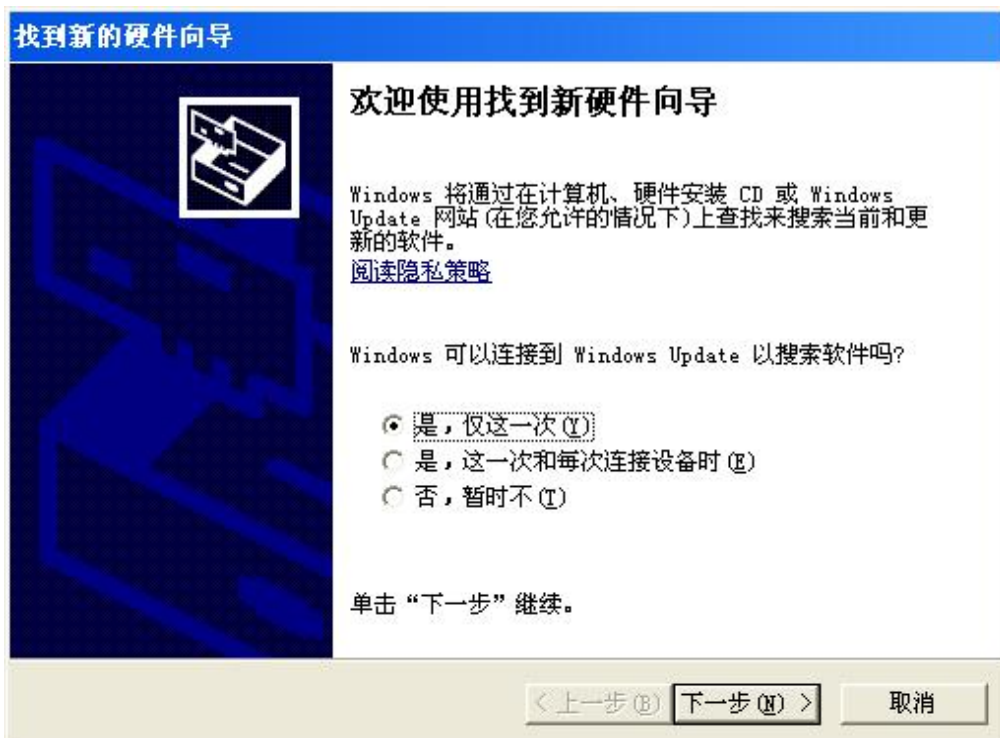 找到新的硬件向导
欢迎使用找到新硬件向导
Windows 将通过在计算机、硬件安装 CD 或 Windows
Update 网站(在您允许的情况下)上查找来搜索当前和更
新的软件。
阅读隐私策略
Windows 可以连接到 Windows Update 以搜索软件吗?
是，仅这一次(Y)
是，这一次和每次连接设备时(E)
否，暂时不(T)
单击“下一步”继续。
< 上一步(B) 下一步(N) > 取消